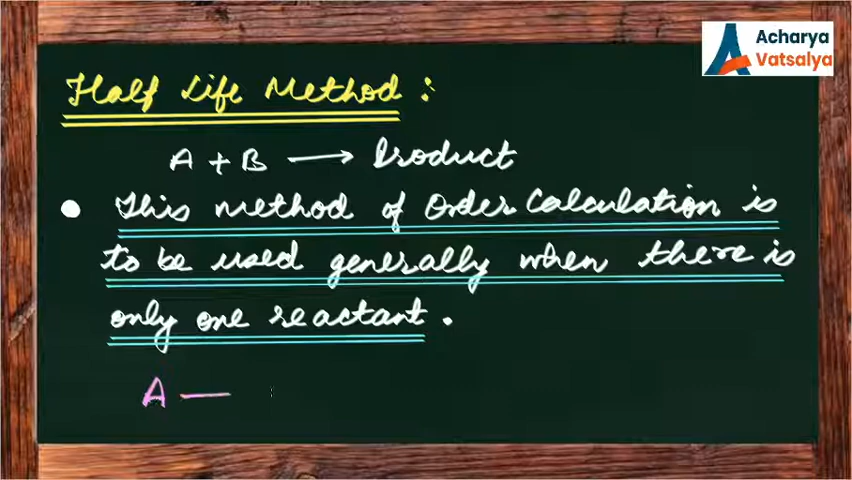 Acharya
Vatsalya
Half Life Method :
A + B ⟶ Product
• This method of Order Calculation is
to be used generally when there is
only one reactant .
A —